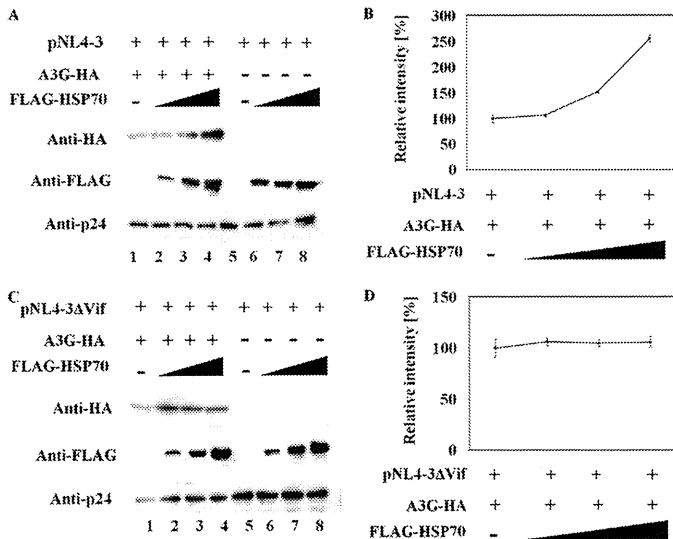 A
pNL4-3 + + + + + + + +
A3G-HA + + + + - - - -
FLAG-HSP70 - -
Anti-HA
Anti-FLAG
Anti-p24
1 2 3 4 5 6 7 8
B
Relative intensity [%]
300
250
200
150
100
50
0
pNL4-3 + + + +
A3G-HA + + + +
FLAG-HSP70 -
C
pNL4-3ΔVif + + + + + + + +
A3G-HA + + + + - - - -
FLAG-HSP70 - -
Anti-HA
Anti-FLAG
Anti-p24
1 2 3 4 5 6 7 8
D
Relative intensity [%]
150
100
50
0
pNL4-3ΔVif + + + +
A3G-HA + + + +
FLAG-HSP70 -